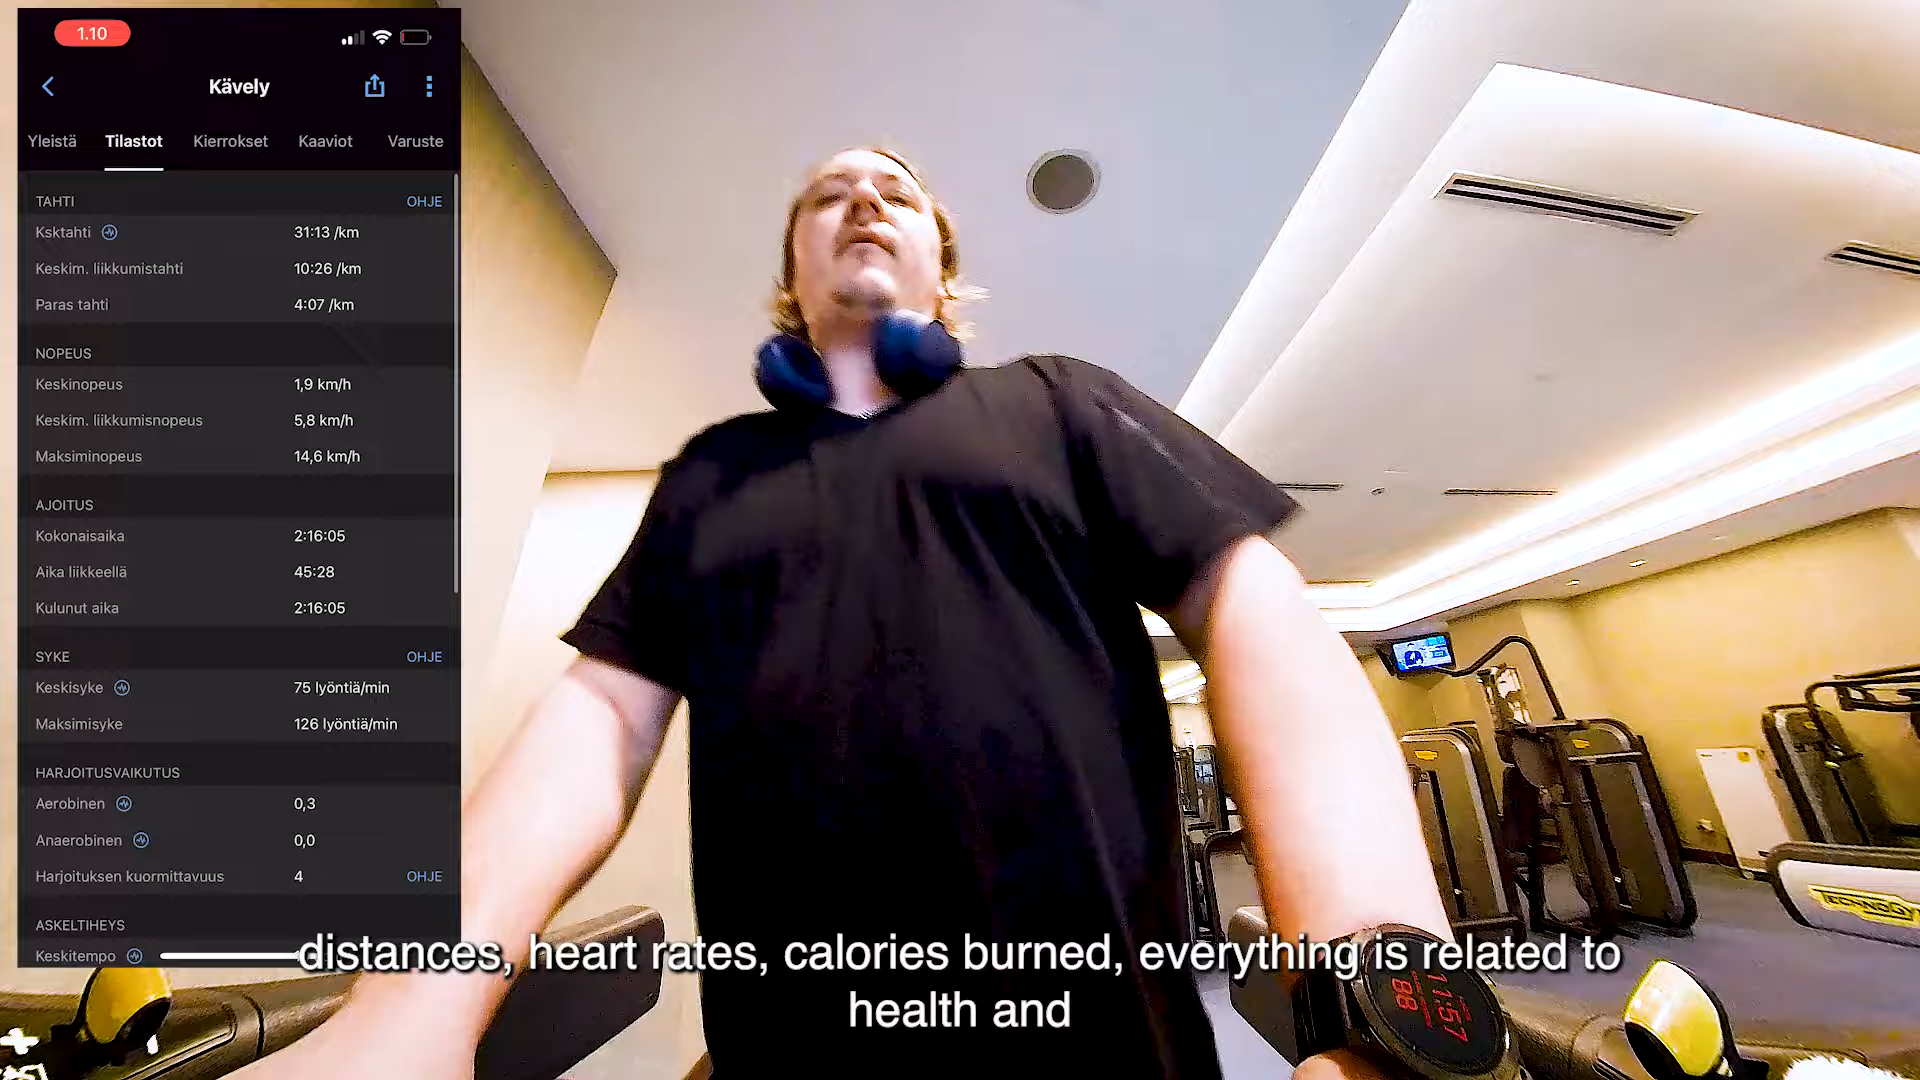 1.10
Kävely
Yleistä Tilastot Kierrokset Kaaviot Varuste
TAHTI OHJE
Ksktahti 31:13 /km
Keskim. liikkumistahti 10:26 /km
Paras tahti 4:07 /km
NOPEUS
Keskinopeus 1,9 km/h
Keskim. liikkumisnopeus 5,8 km/h
Maksiminopeus 14,6 km/h
AJOITUS
Kokonaisaika 2:16:05
Aika liikkeellä 45:28
Kulunut aika 2:16:05
SYKE OHJE
Keskisyke 75 lyöntiä/min
Maksimisyke 126 lyöntiä/min
HARJOITUSVAIKUTUS
Aerobinen 0,3
Anaerobinen 0,0
Harjoituksen kuormittavuus 4 OHJE
ASKELTIHEYS
Keskitempo
distances, heart rates, calories burned, everything is related to
health and
11:57
88